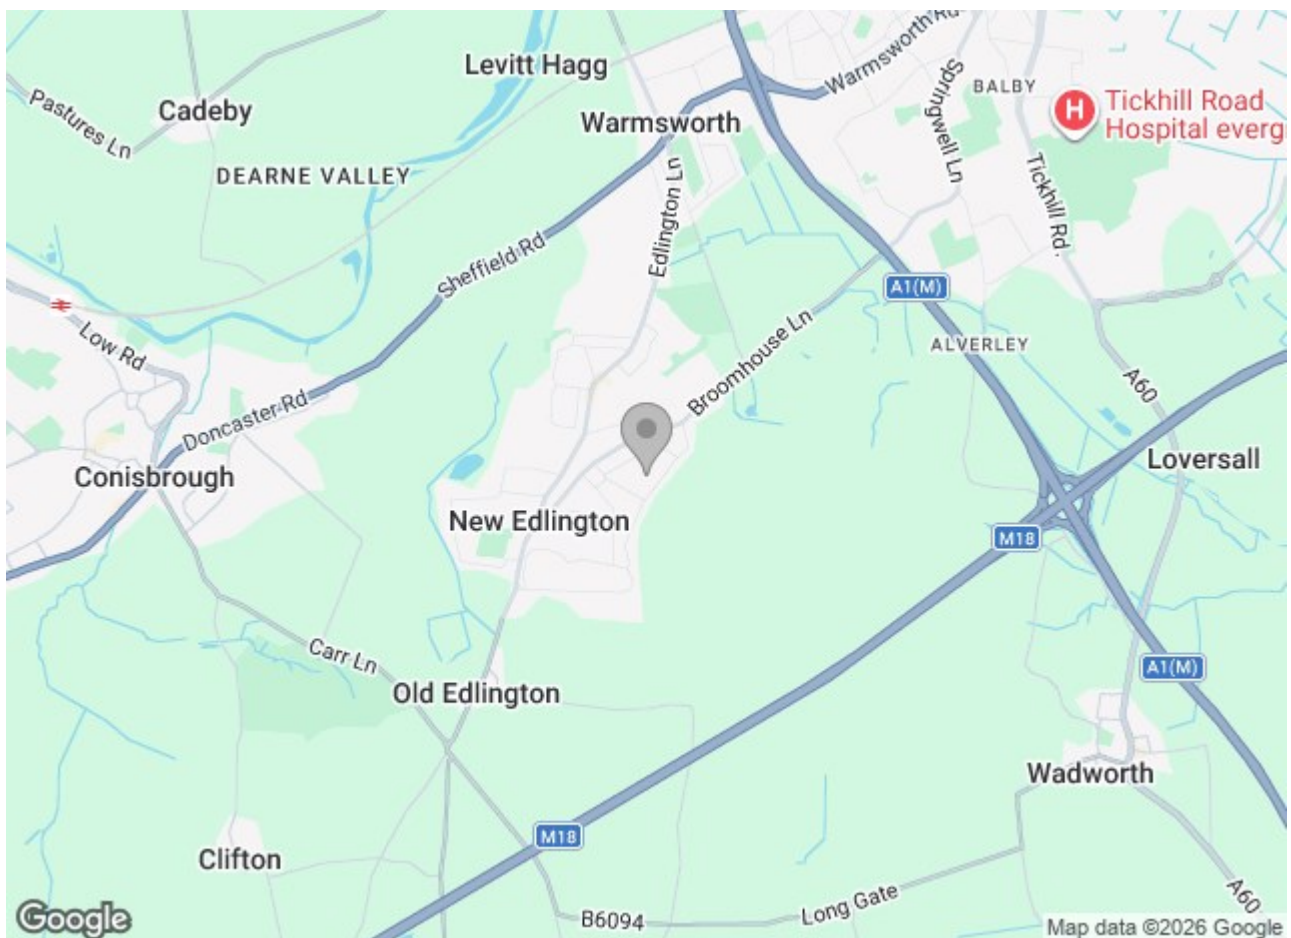 Levitt Hagg
Warmsworth Rd
Springwell Ln
BALBY
Tickhill Road
Hospital everg
Cadeby
Pastures Ln
Warmsworth
DEARNE VALLEY
Edlington Ln
Tickhill Rd.
Sheffield Rd
A1(M)
Low Rd
Broomhouse Ln
ALVERLEY
A60
Doncaster Rd
Conisbrough
Loversall
New Edlington
M18
Carr Ln
Old Edlington
A1(M)
Wadworth
M18
Clifton
Long Gate
A60
B6094
Google
Map data ©2026 Google